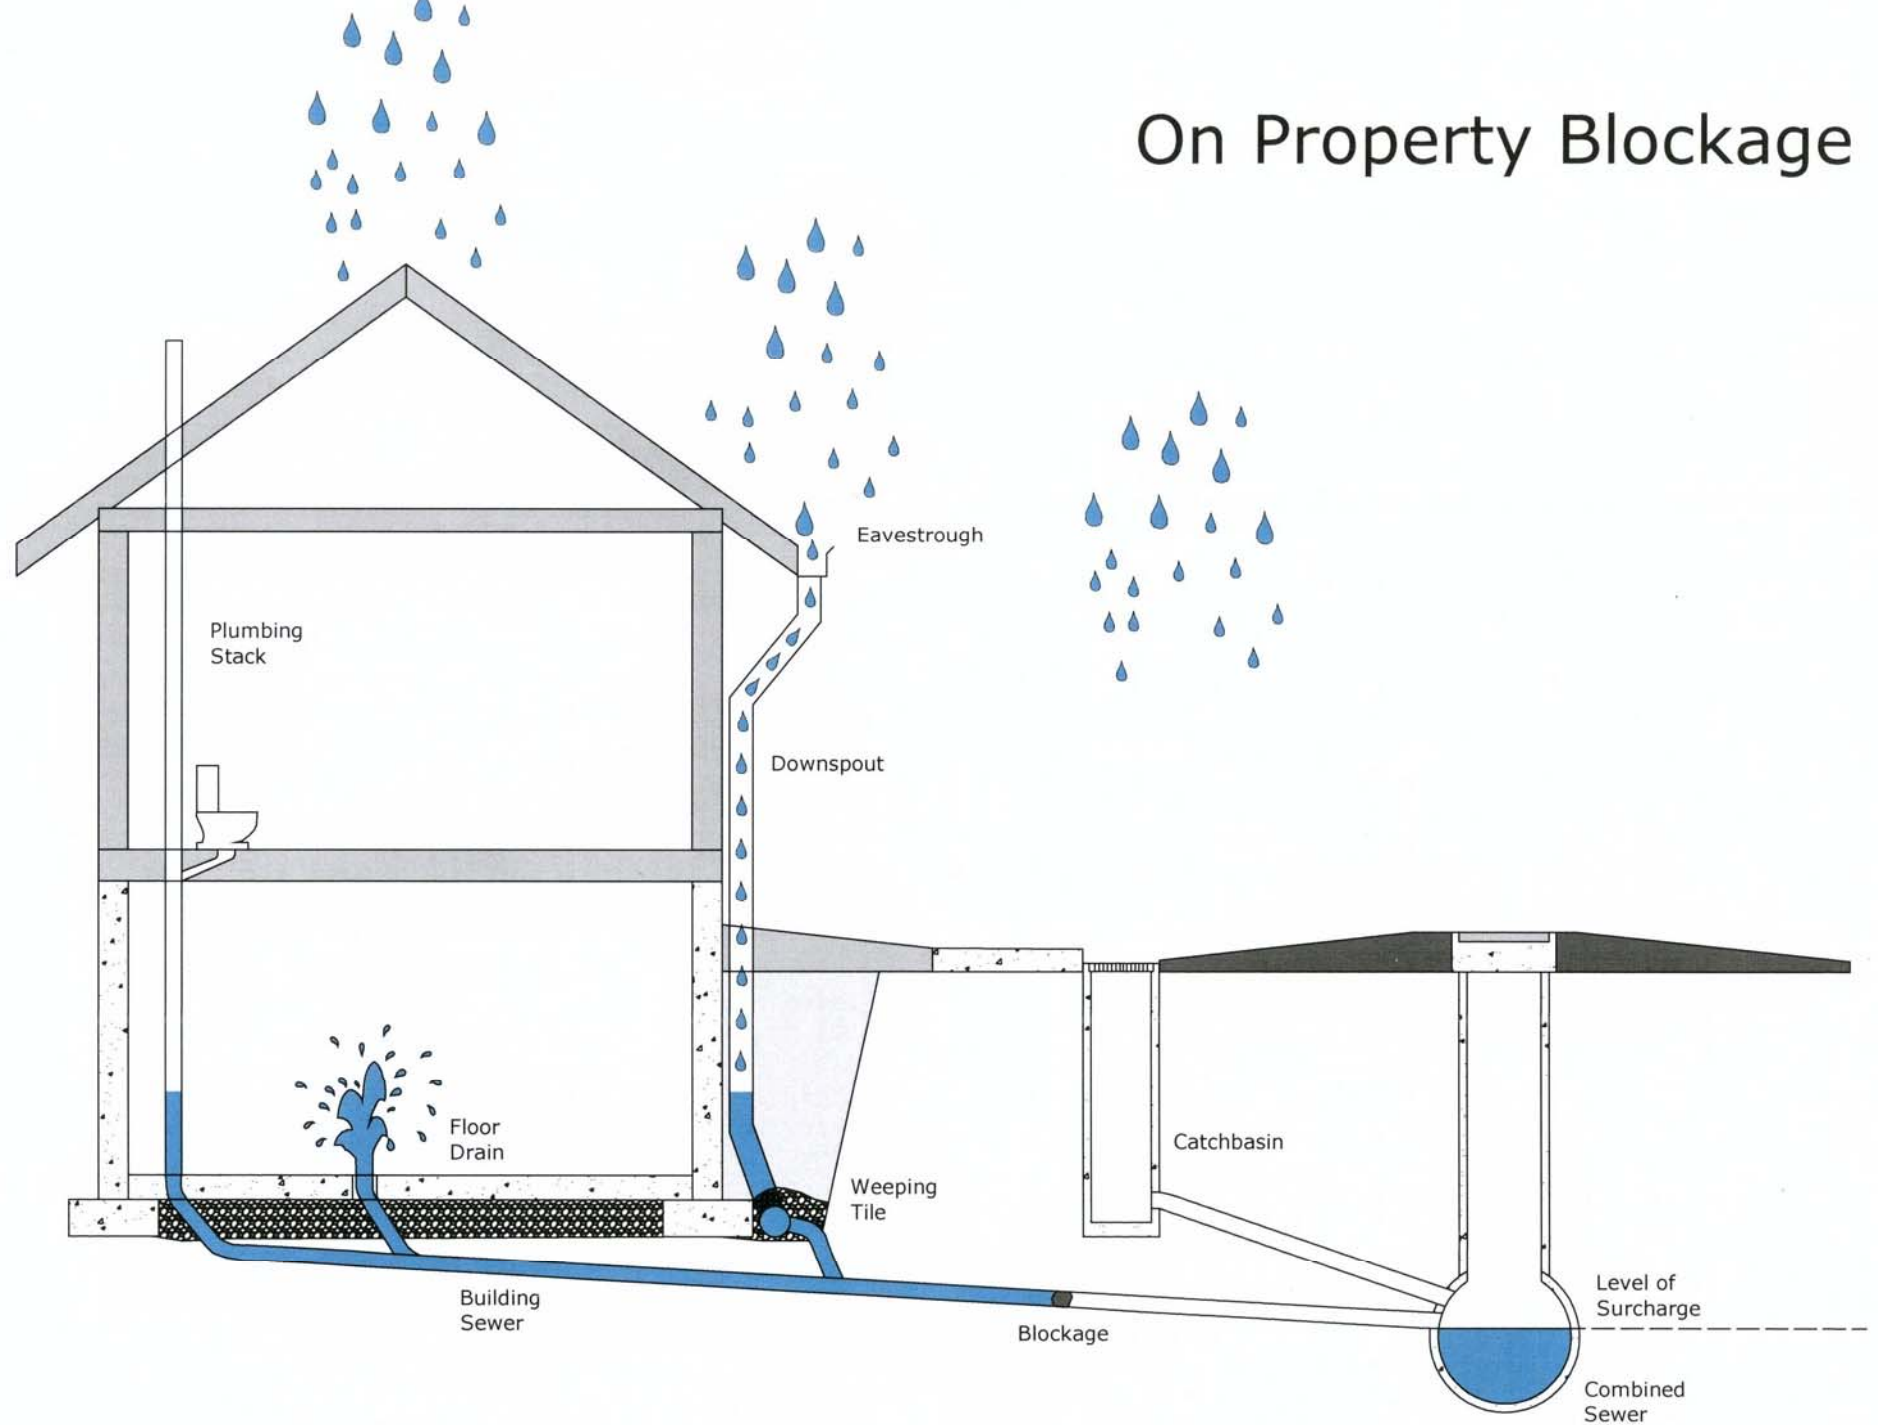 On Property Blockage
Eavestrough
Plumbing
Stack
Downspout
Floor
Drain
Catchbasin
Weeping
Tile
Building
Sewer
Blockage
Level of
Surcharge
Combined
Sewer